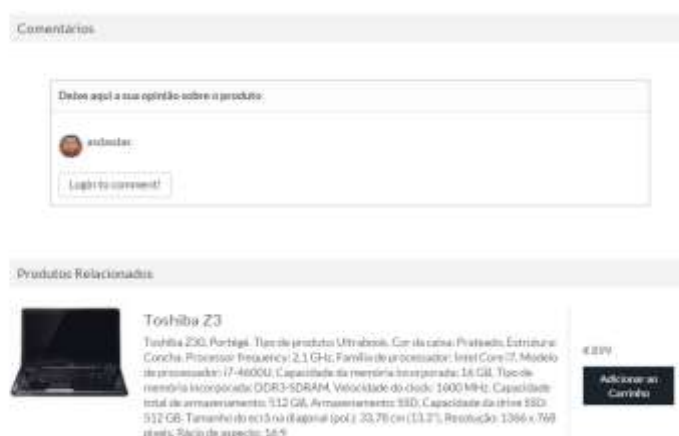 Comentários
Deixe aqui a sua opinião sobre o produto
Login to comment!
Produtos Relacionados
Toshiba Z3
Toshiba Z30, Portégé. Tipo de produto: Ultrabook, Cor da caixa: Prateado, Estrutura:
Concha. Processor frequency: 2,1 GHz, Família de processador: Intel Core i7, Modelo
de processador: i7-4600U. Capacidade da memória incorporada: 16 GB, Tipo de
memória incorporada: DDR3-SDRAM, Velocidade do clock: 1600 MHz. Capacidade
total de armazenamento: 512 GB, Armazenamento: SSD, Capacidade da drive SSD:
512 GB. Tamanho do ecrã na diagonal (pol.): 33,78 cm (13.3"), Resolução: 1366 x 768
pixels, Rácio de aspecto: 16:9
Adicionar ao
Carrinho